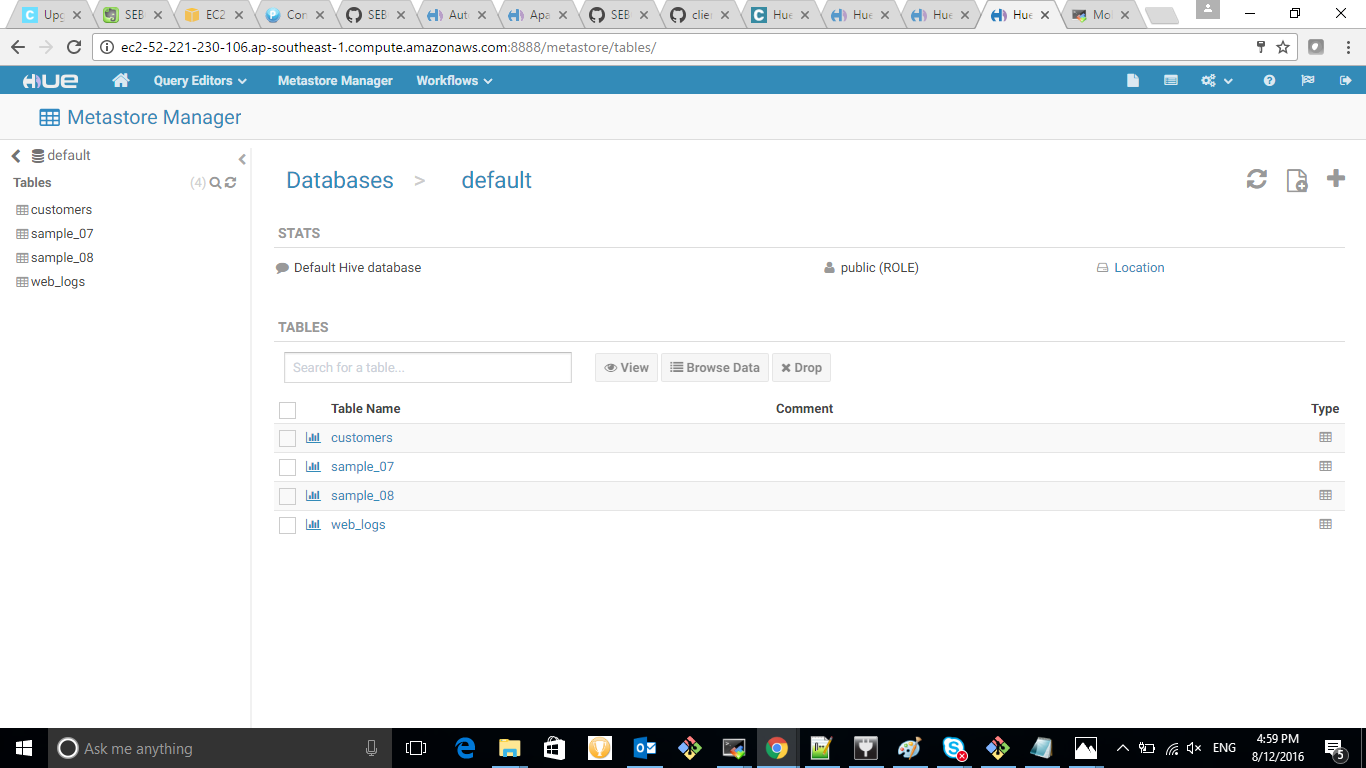 Upg SEB EC2 Con SEB Aut Apa SEB clie Hue Hue Hue Hue Mo
ec2-52-221-230-106.ap-southeast-1.compute.amazonaws.com:8888/metastore/tables/
HUE Query Editors Metastore Manager Workflows
Metastore Manager
default
Tables (4)
customers
sample_07
sample_08
web_logs
Databases > default
STATS
Default Hive database public (ROLE) Location
TABLES
Search for a table... View Browse Data Drop
Table Name Comment Type
customers
sample_07
sample_08
web_logs
Ask me anything
ENG
4:59 PM
8/12/2016
5